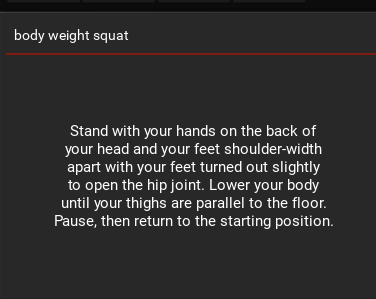 body weight squat
Stand with your hands on the back of
your head and your feet shoulder-width
apart with your feet turned out slightly
to open the hip joint. Lower your body
until your thighs are parallel to the floor.
Pause, then return to the starting position.